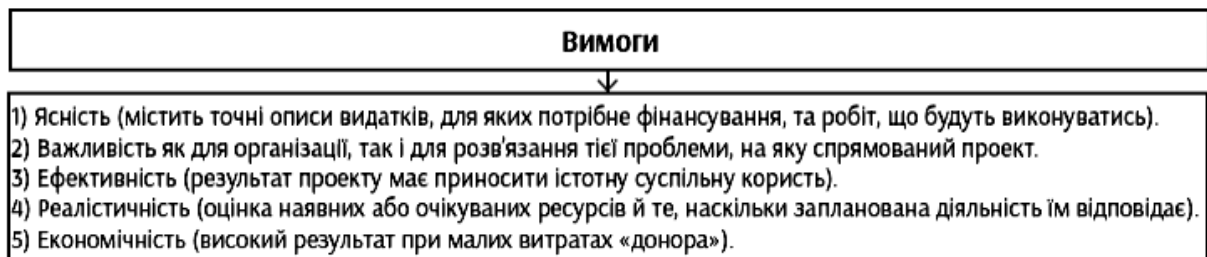 Вимоги
1) Ясність (містить точні описи видатків, для яких потрібне фінансування, та робіт, що будуть виконуватись).
2) Важливість як для організації, так і для розв'язання тієї проблеми, на яку спрямований проект.
3) Ефективність (результат проекту має приносити істотну суспільну користь).
4) Реалістичність (оцінка наявних або очікуваних ресурсів й те, наскільки запланована діяльність їм відповідає).
5) Економічність (високий результат при малих витратах «донора»).